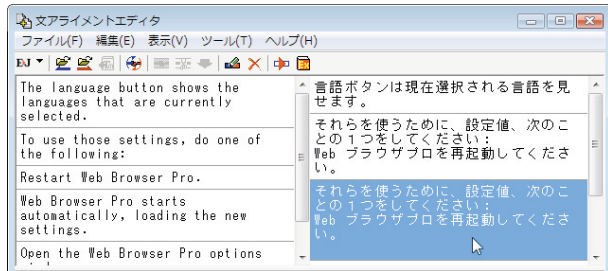 文アライメントエディタ
ファイル(F) 編集(E) 表示(V) ツール(T) ヘルプ(H)
EJ
The language button shows the
languages that are currently
selected.
To use those settings, do one of
the following:
Restart Web Browser Pro.
Web Browser Pro starts
automatically, loading the new
settings.
Open the Web Browser Pro options
言語ボタンは現在選択される言語を見
せます。
それらを使うために、設定値、次のこ
との１つをしてください：
Web ブラウザプロを再起動してくださ
い。
それらを使うために、設定値、次のこ
との１つをしてください：
Web ブラウザプロを再起動してくださ
い。